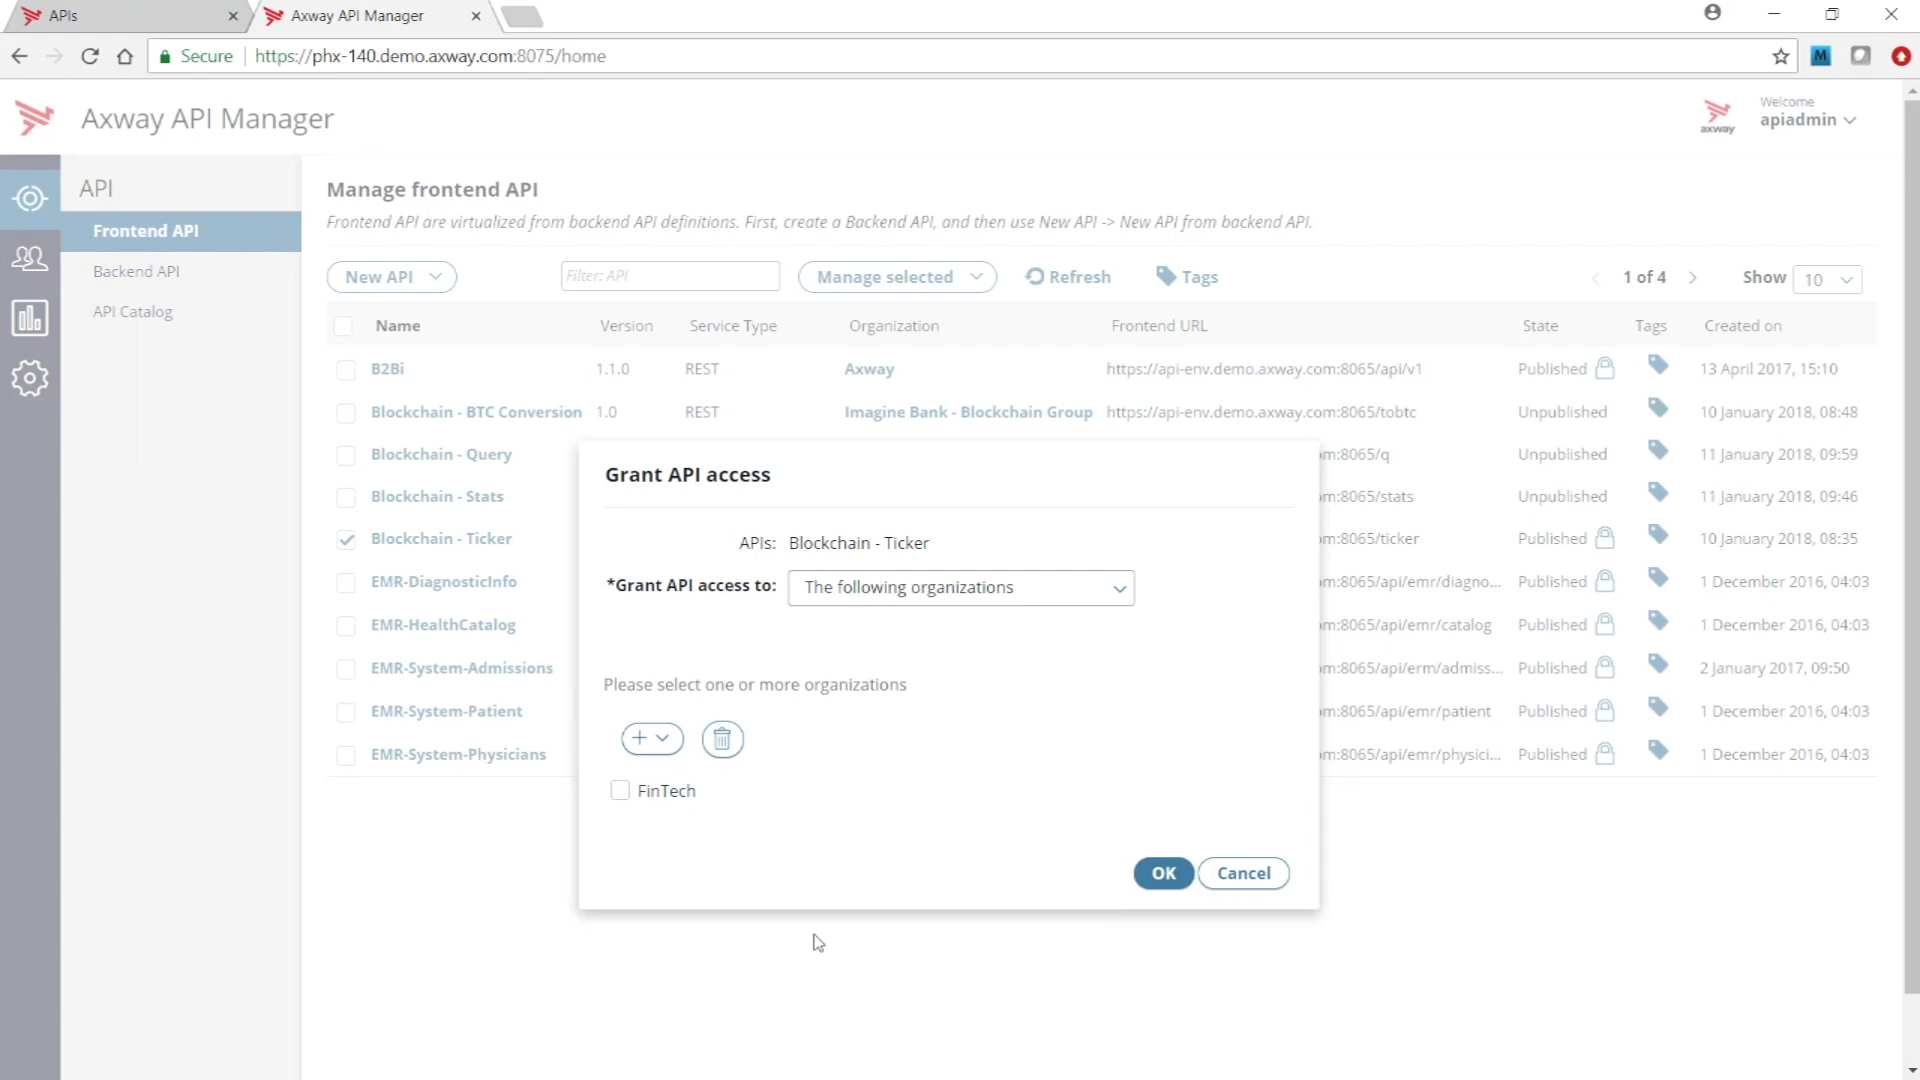 APIs
Axway API Manager
Secure https://phx-140.demo.axway.com:8075/home
M
Axway API Manager
axway
Welcome
apiadmin
API
Frontend API
Backend API
API Catalog
Manage frontend API
Frontend API are virtualized from backend API definitions. First, create a Backend API, and then use New API -> New API from backend API.
New API Filter: API Manage selected Refresh Tags 1 of 4 Show 10
Name Version Service Type Organization Frontend URL State Tags Created on
B2Bi 1.1.0 REST Axway https://api-env.demo.axway.com:8065/api/v1 Published 13 April 2017, 15:10
Blockchain - BTC Conversion 1.0 REST Imagine Bank - Blockchain Group https://api-env.demo.axway.com:8065/tobtc Unpublished 10 January 2018, 08:48
Blockchain - Query om:8065/q Unpublished 11 January 2018, 09:59
Blockchain - Stats om:8065/stats Unpublished 11 January 2018, 09:46
Blockchain - Ticker om:8065/ticker Published 10 January 2018, 08:35
EMR-DiagnosticInfo om:8065/api/emr/diagno... Published 1 December 2016, 04:03
EMR-HealthCatalog om:8065/api/emr/catalog Published 1 December 2016, 04:03
EMR-System-Admissions om:8065/api/erm/admiss... Published 2 January 2017, 09:50
EMR-System-Patient om:8065/api/emr/patient Published 1 December 2016, 04:03
EMR-System-Physicians om:8065/api/emr/physici... Published 1 December 2016, 04:03
Grant API access
APIs: Blockchain - Ticker
*Grant API access to: The following organizations
Please select one or more organizations
FinTech
OK Cancel